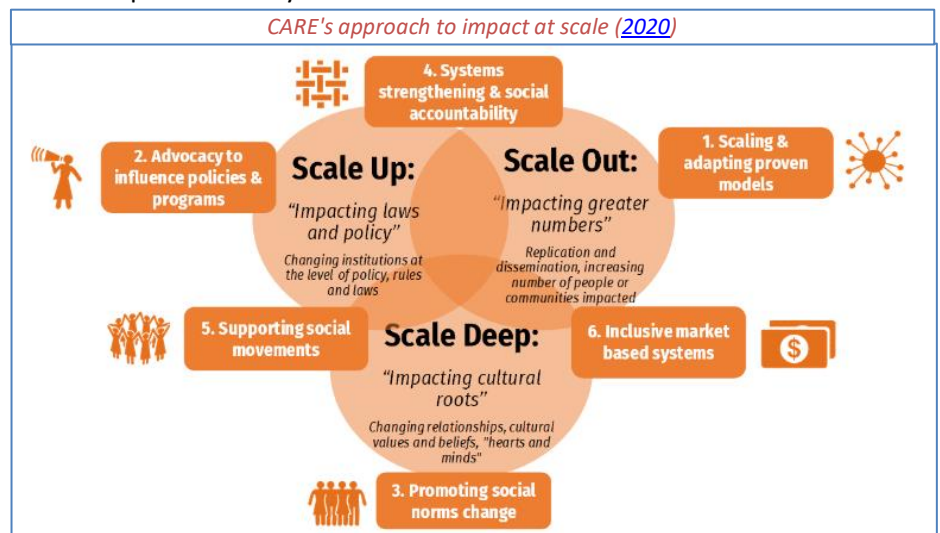 CARE's approach to impact at scale (2020)
4. Systems
strengthening & social
accountability
2. Advocacy to
influence policies &
programs
1. Scaling &
adapting proven
models
Scale Up:
"Impacting laws
and policy"
Changing institutions at
the level of policy, rules
and laws
Scale Out:
"Impacting greater
numbers"
Replication and
dissemination, increasing
number of people or
communities impacted
5. Supporting social
movements
6. Inclusive market
based systems
$
Scale Deep:
"Impacting cultural
roots"
Changing relationships, cultural
values and beliefs, "hearts and
minds"
3. Promoting social
norms change